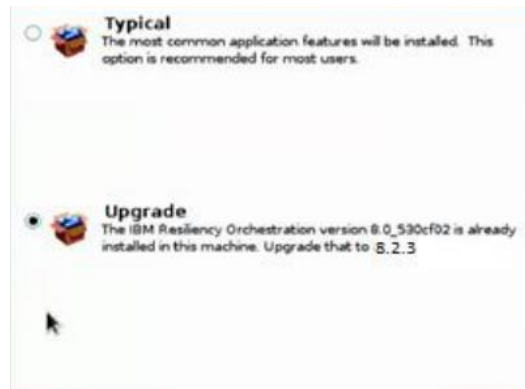 Typical
The most common application features will be installed. This
option is recommended for most users.
Upgrade
The IBM Resiliency Orchestration version 8.0_530cf02 is already
installed in this machine. Upgrade that to 8.2.3